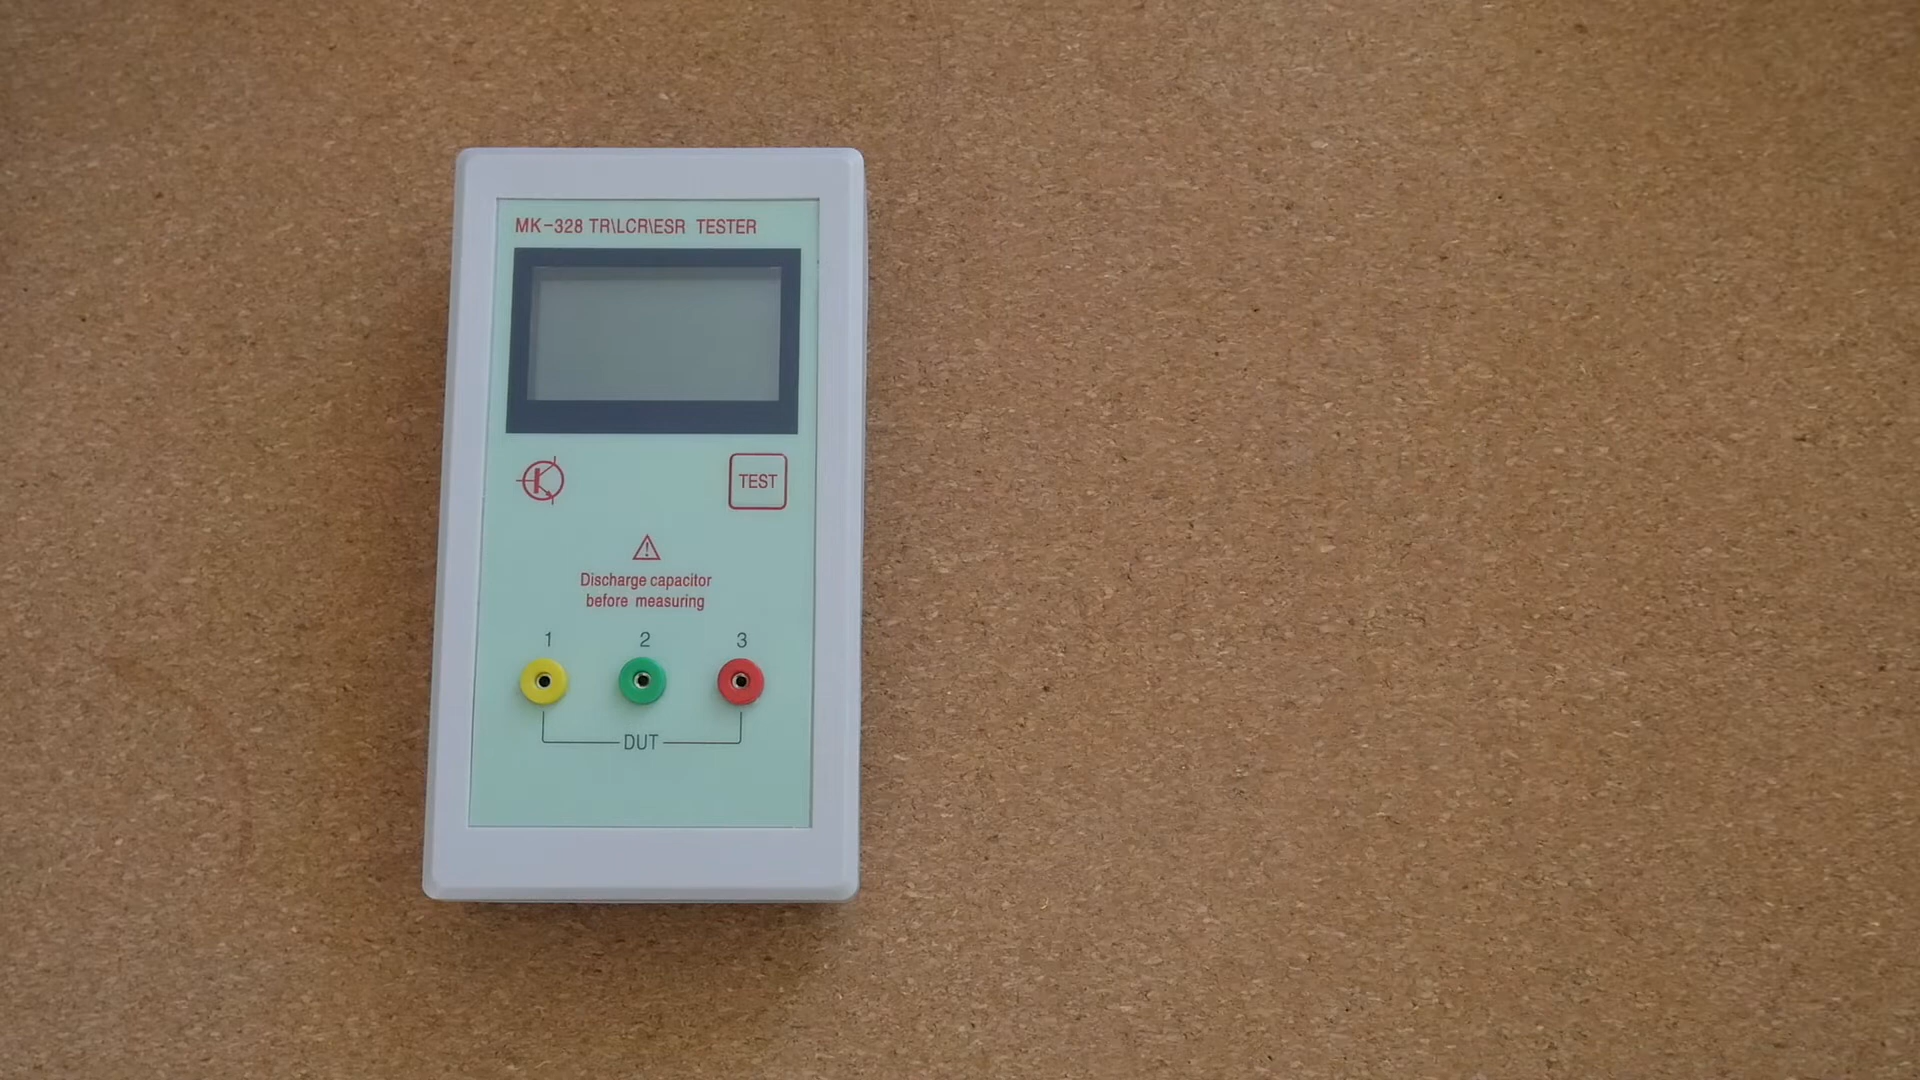 MK-328 TR\LCR\ESR TESTER
TEST
Discharge capacitor
before measuring
1 2 3
DUT